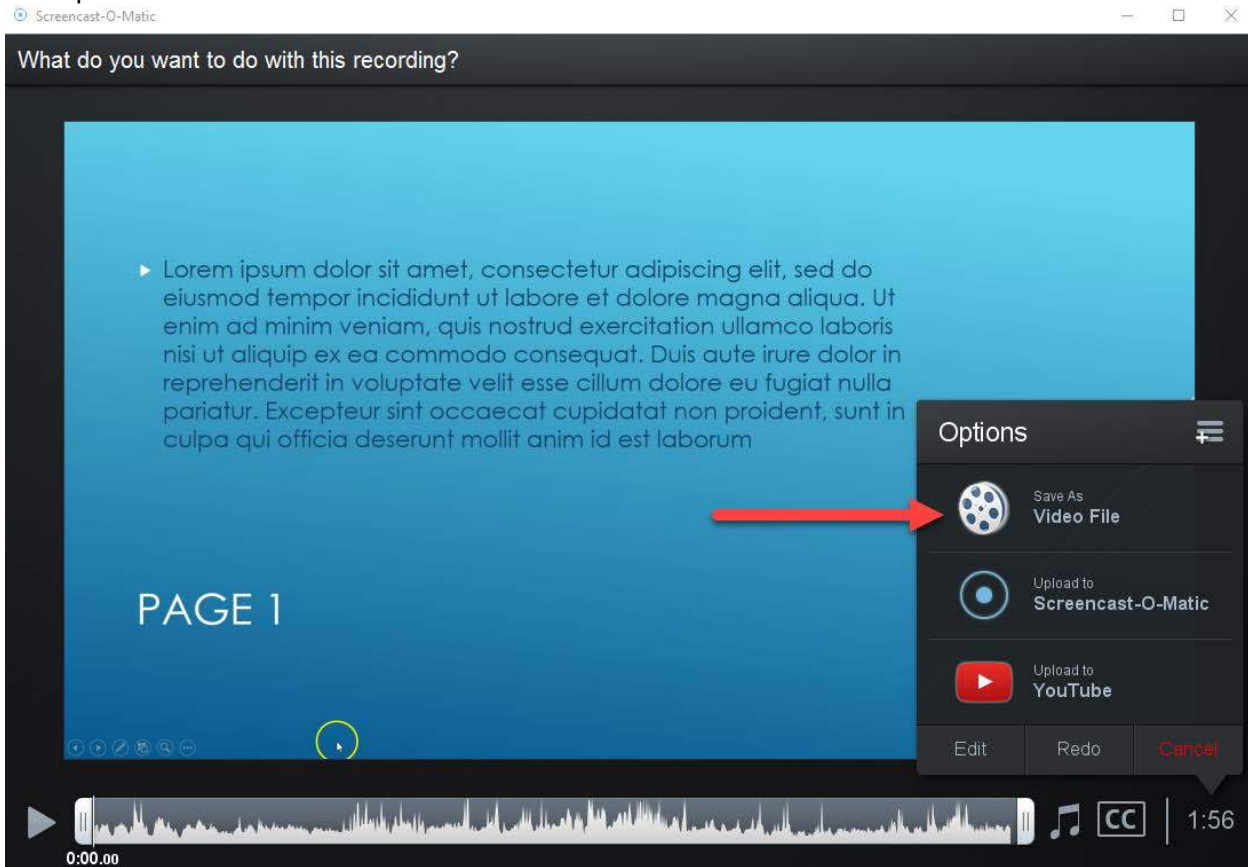 Screencast-O-Matic
What do you want to do with this recording?
Lorem ipsum dolor sit amet, consectetur adipiscing elit, sed do
eiusmod tempor incididunt ut labore et dolore magna aliqua. Ut
enim ad minim veniam, quis nostrud exercitation ullamco laboris
nisi ut aliquip ex ea commodo consequat. Duis aute irure dolor in
reprehenderit in voluptate velit esse cillum dolore eu fugiat nulla
pariatur. Excepteur sint occaecat cupidatat non proident, sunt in
culpa qui officia deserunt mollit anim id est laborum
PAGE 1
Options
Save As
Video File
Upload to
Screencast-O-Matic
Upload to
YouTube
Edit Redo Cancel
CC 1:56
0:00.00